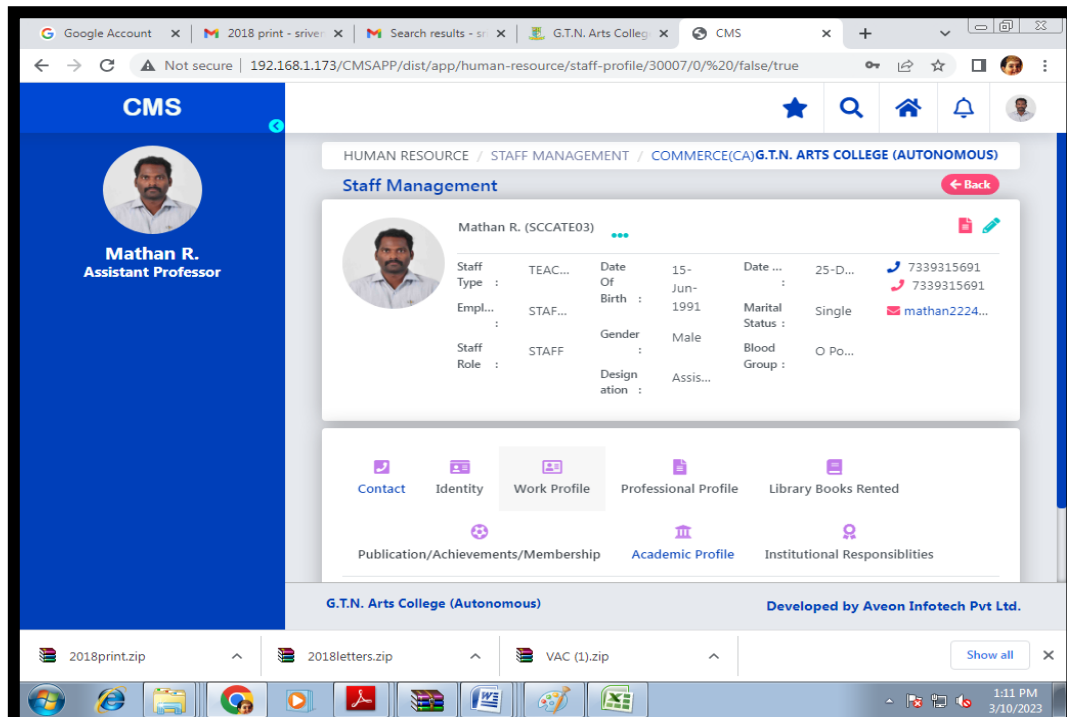 Google Account
2018 print - sriver
Search results - sr
G.T.N. Arts Colleg
CMS
Not secure | 192.168.1.173/CMSAPP/dist/app/human-resource/staff-profile/30007/0/%20/false/true
CMS
Mathan R.
Assistant Professor
HUMAN RESOURCE / STAFF MANAGEMENT / COMMERCE(CA)G.T.N. ARTS COLLEGE (AUTONOMOUS)
Staff Management
Back
Mathan R. (SCCATE03)
Staff Type : TEAC...
Empl... : STAF...
Staff Role : STAFF
Date Of Birth : 15-Jun-1991
Gender : Male
Designation : Assis...
Date ... : 25-D...
Marital Status : Single
Blood Group : O Po...
7339315691
7339315691
mathan2224...
Contact
Identity
Work Profile
Professional Profile
Library Books Rented
Publication/Achievements/Membership
Academic Profile
Institutional Responsiblities
G.T.N. Arts College (Autonomous)
Developed by Aveon Infotech Pvt Ltd.
2018print.zip
2018letters.zip
VAC (1).zip
Show all
1:11 PM
3/10/2023